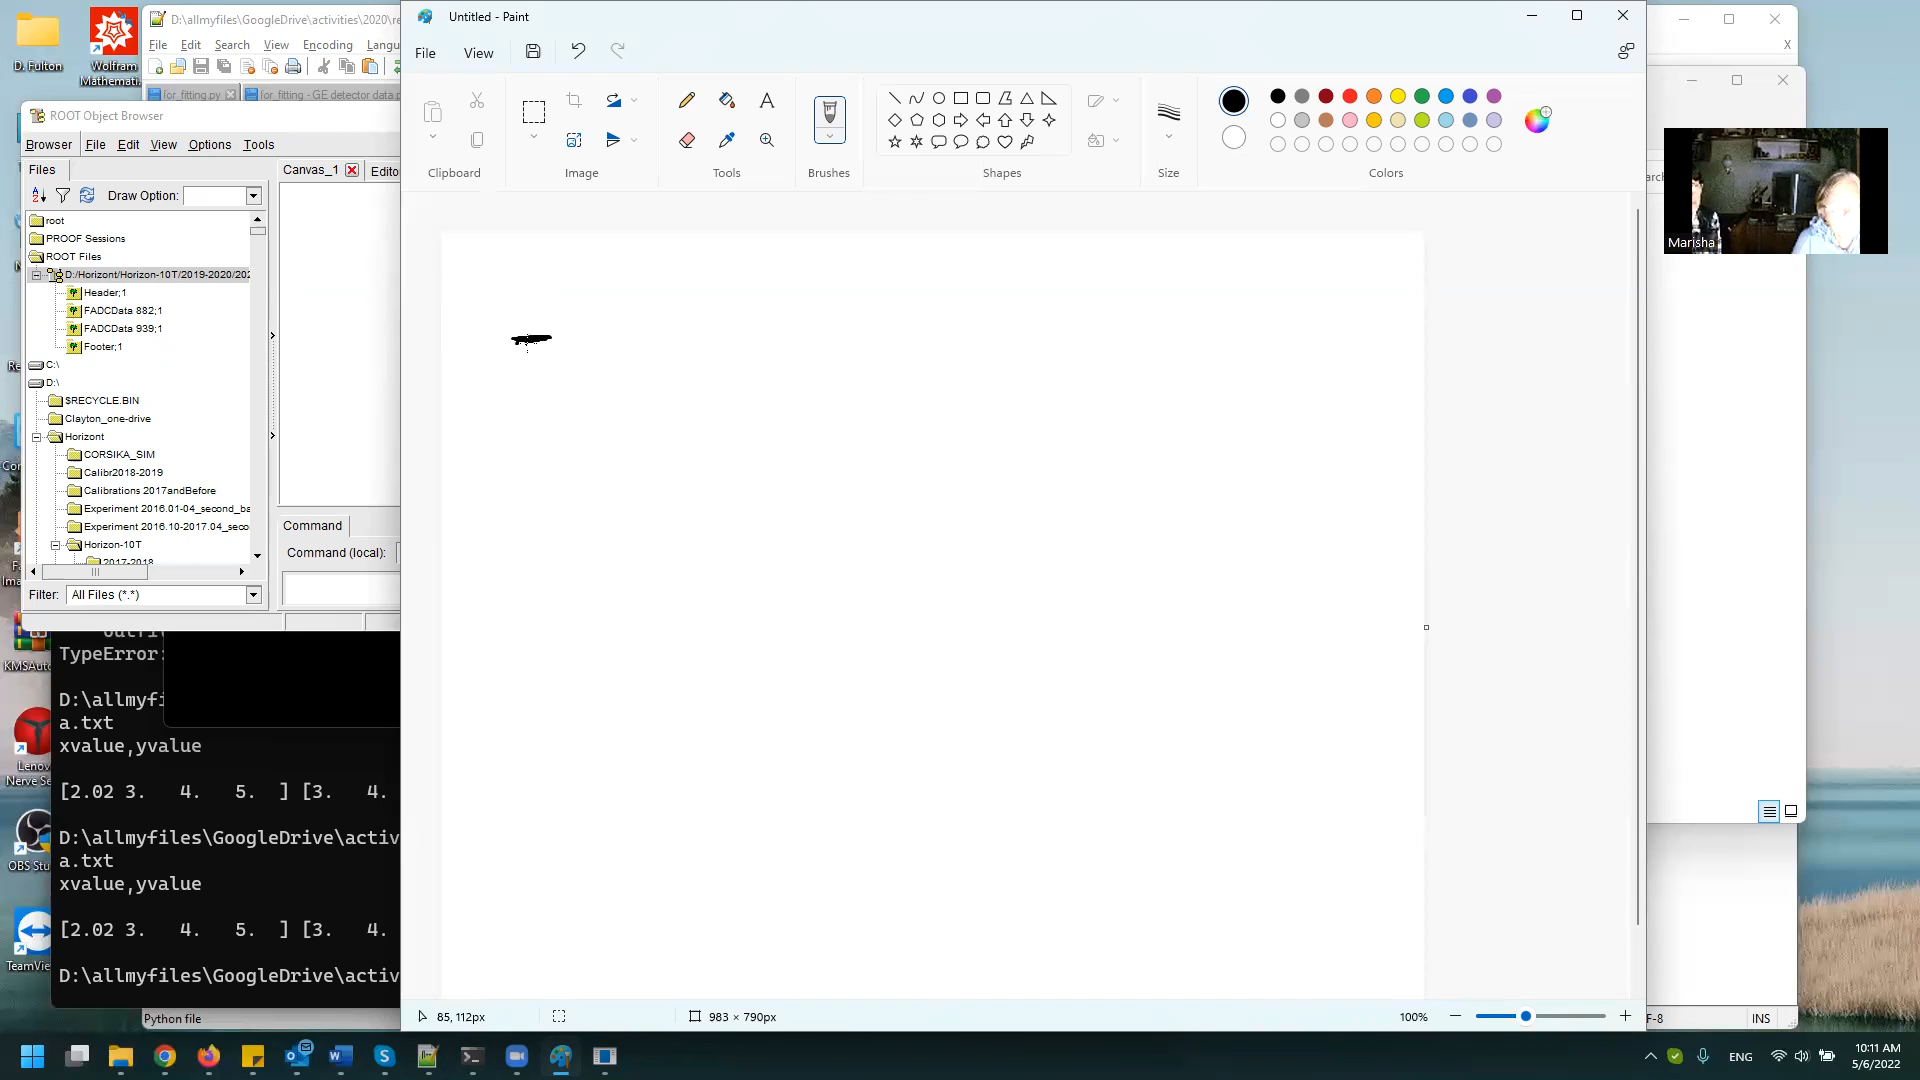 D. Fulton
Wolfram
Mathemati...
D:\allmyfiles\GoogleDrive\activities\2020\re
File Edit Search View Encoding Langu
for_fitting.py
for_fitting - GE detector data.p
ROOT Object Browser
Browser File Edit View Options Tools
Files
Draw Option:
root
PROOF Sessions
ROOT Files
D:/Horizont/Horizon-10T/2019-2020/202
Header;1
FADCData 882;1
FADCData 939;1
Footer;1
C:\
D:\
$RECYCLE.BIN
Clayton_one-drive
Horizont
CORSIKA_SIM
Calibr2018-2019
Calibrations 2017andBefore
Experiment 2016.01-04_second_ba
Experiment 2016.10-2017.04_seco
Horizon-10T
2017-2018
Filter: All Files (*.*)
Canvas_1
Edito
Command
Command (local):
KMSAuto
Lenov
Nerve Se
OBS Stu
TeamVie
TypeError:
D:\allmyfi
a.txt
xvalue,yvalue
[2.02 3. 4. 5. ] [3. 4.
D:\allmyfiles\GoogleDrive\activ
a.txt
xvalue,yvalue
[2.02 3. 4. 5. ] [3. 4.
D:\allmyfiles\GoogleDrive\activ
Python file
Untitled - Paint
File View
Clipboard
Image
Tools
Brushes
Shapes
Size
Colors
85, 112px
983 × 790px
100%
Marisha
X
F-8
INS
ENG
10:11 AM
5/6/2022